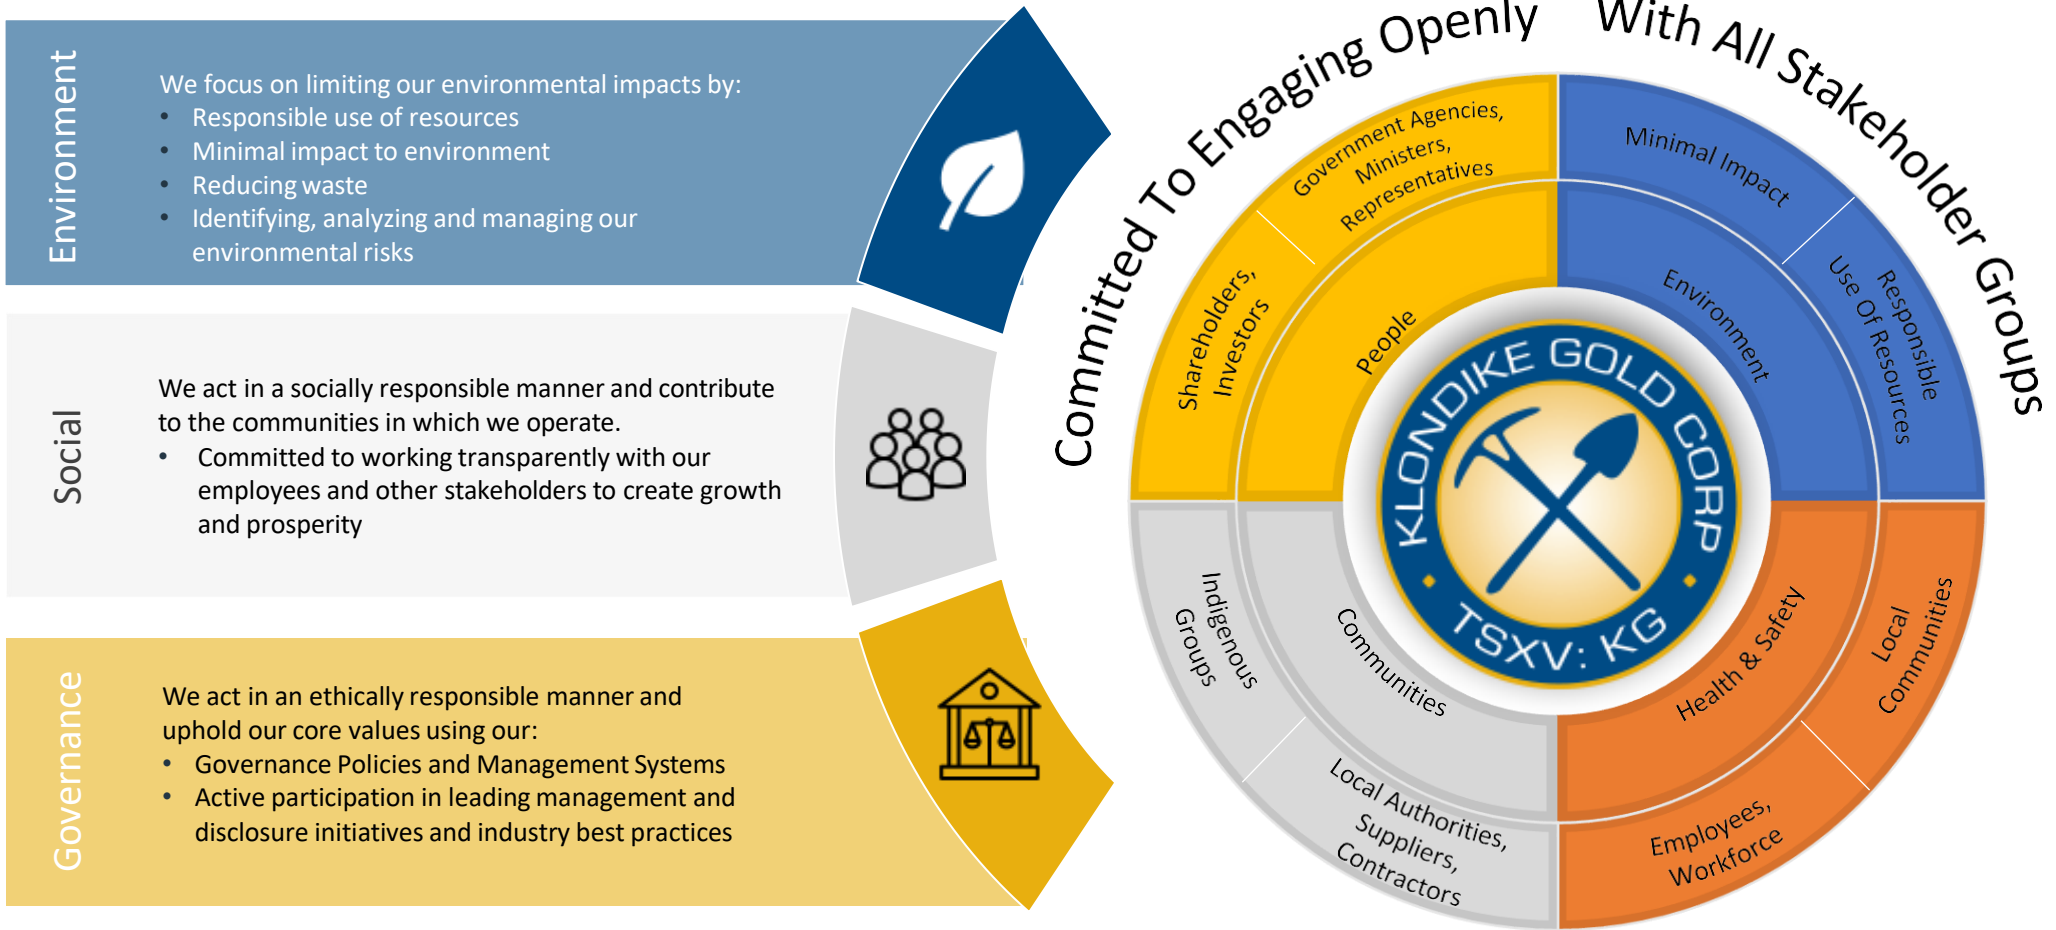 Environment
We focus on limiting our environmental impacts by:
• Responsible use of resources
• Minimal impact to environment
• Reducing waste
• Identifying, analyzing and managing our
environmental risks
Social
We act in a socially responsible manner and contribute
to the communities in which we operate.
• Committed to working transparently with our
employees and other stakeholders to create growth
and prosperity
Governance
We act in an ethically responsible manner and
uphold our core values using our:
• Governance Policies and Management Systems
• Active participation in leading management and
disclosure initiatives and industry best practices
Committed To Engaging Openly With All Stakeholder Groups
Government Agencies,
Ministers,
Representatives
Shareholders,
Investors
People
Minimal Impact
Responsible
Use Of Resources
Environment
KLONDIKE GOLD CORP
TSXV: KG
Indigenous
Groups
Communities
Local Authorities,
Suppliers,
Contractors
Health & Safety
Local
Communities
Employees,
Workforce